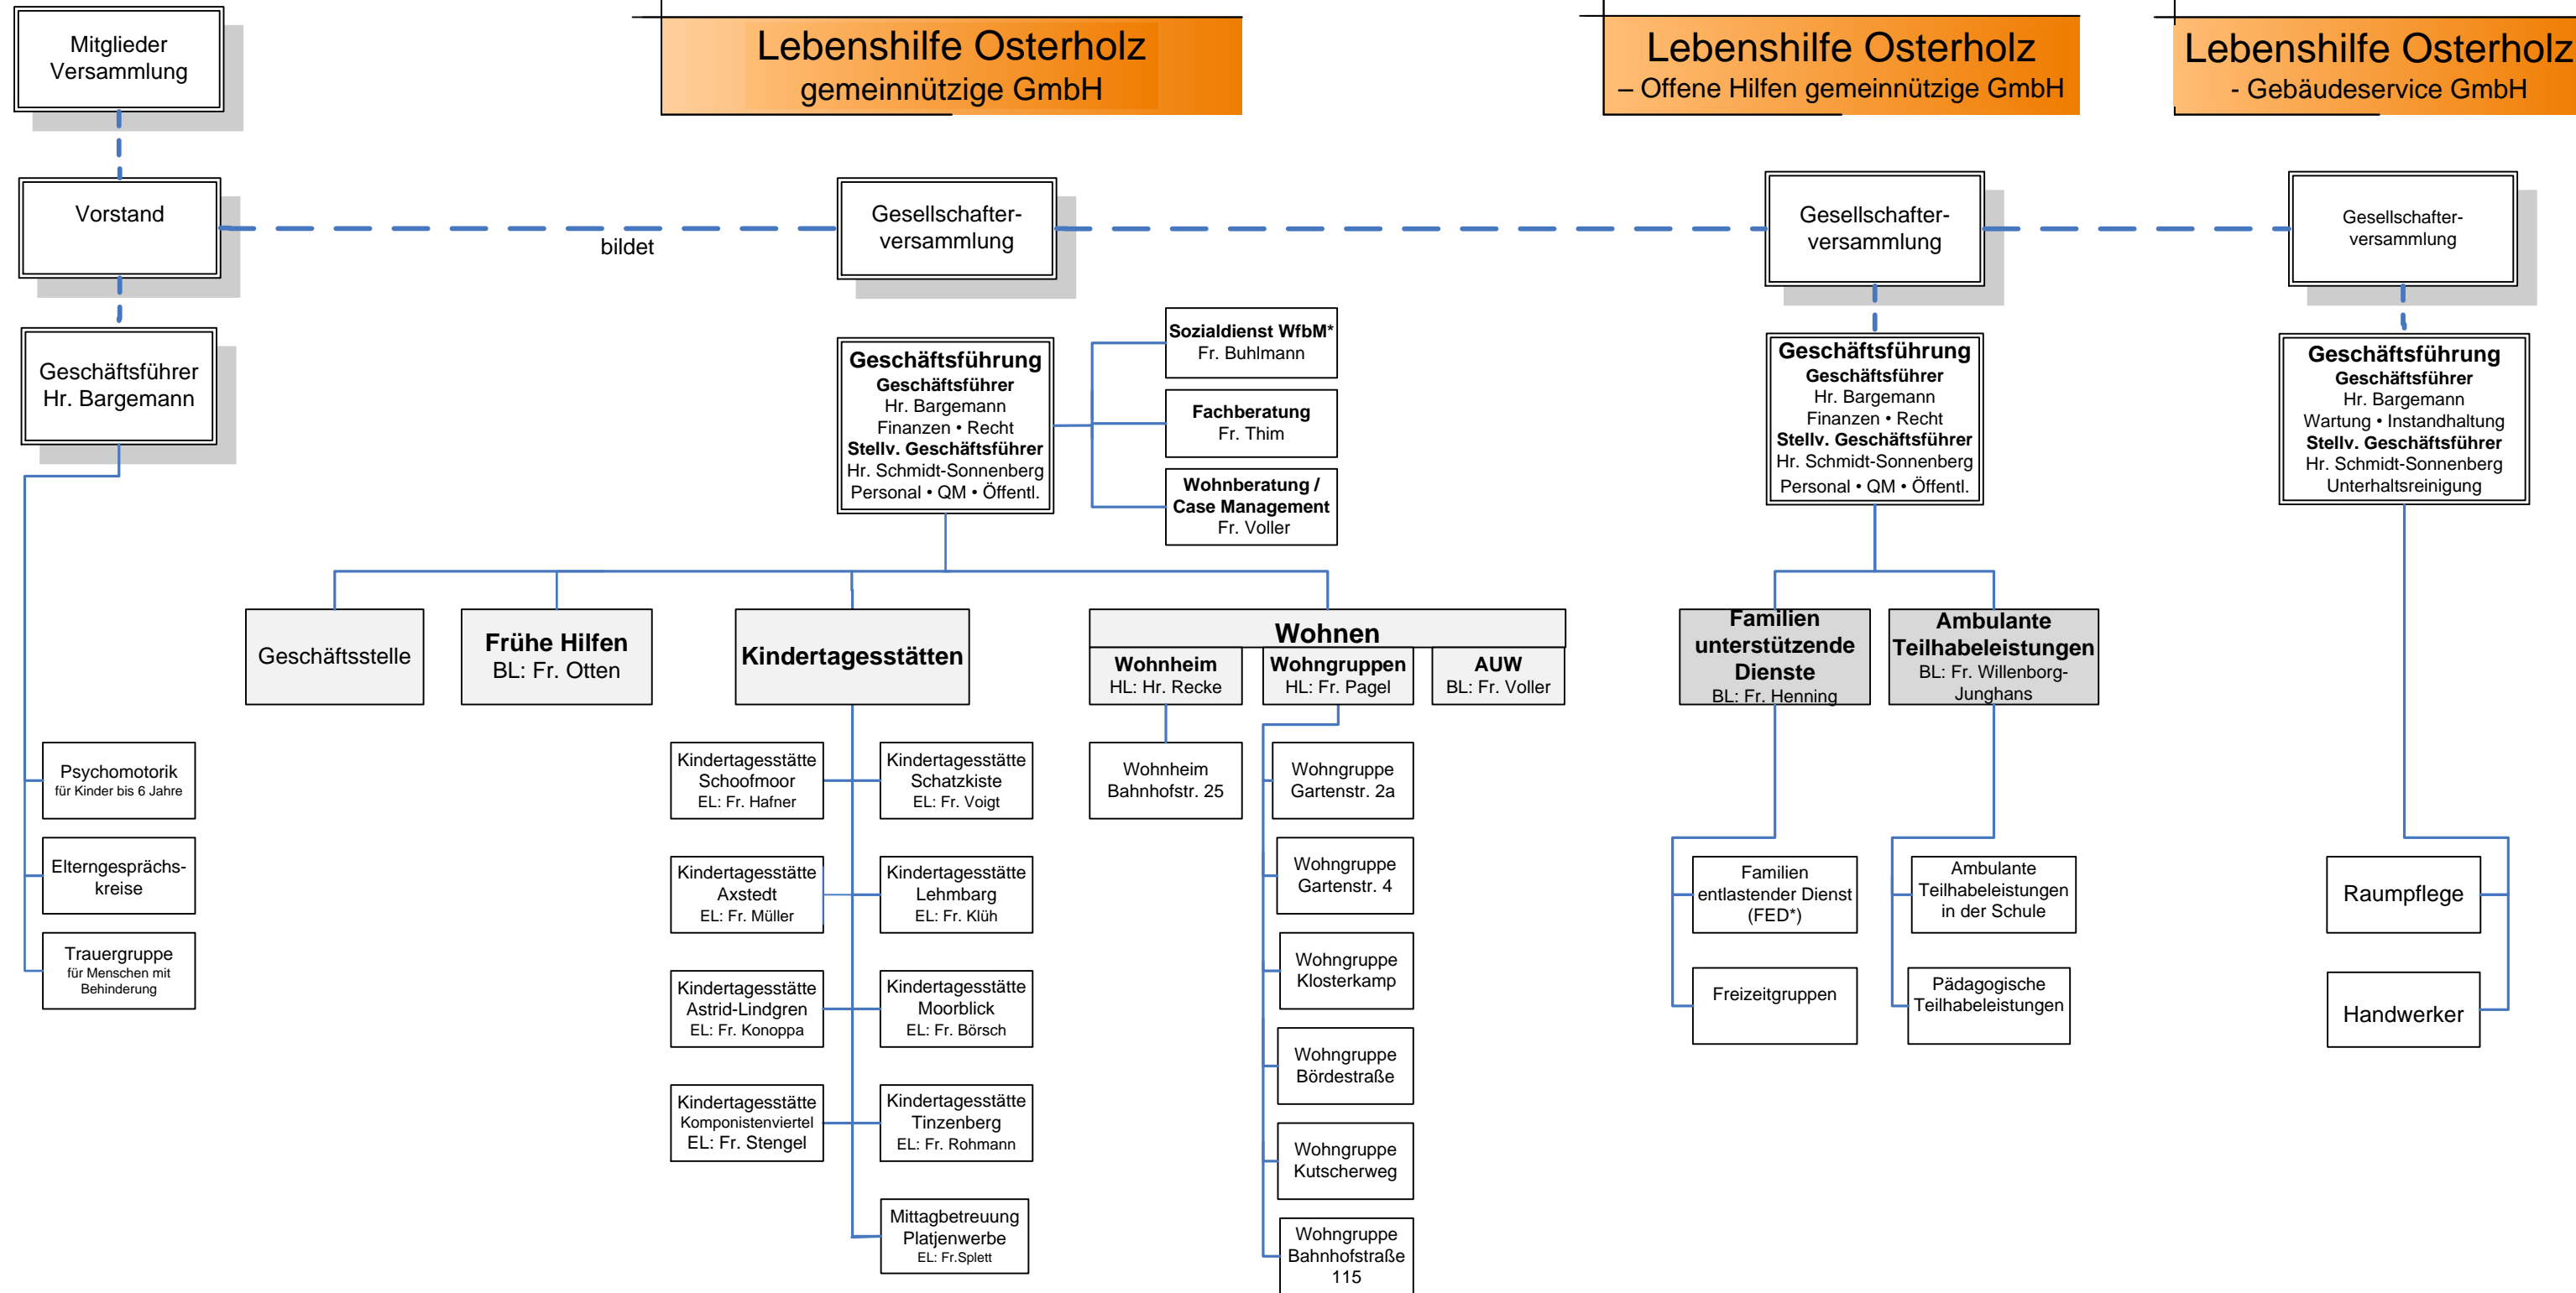 Mitglieder
Versammlung
Vorstand
Geschäftsführer
Hr. Bargemann
Psychomotorik
für Kinder bis 6 Jahre
Elterngesprächs-
kreise
Trauergruppe
für Menschen mit
Behinderung
bildet
Lebenshilfe Osterholz
gemeinnützige GmbH
Gesellschafter-
versammlung
Geschäftsführung
Geschäftsführer
Hr. Bargemann
Finanzen • Recht
Stellv. Geschäftsführer
Hr. Schmidt-Sonnenberg
Personal • QM • Öffentl.
Sozialdienst WfbM*
Fr. Buhlmann
Fachberatung
Fr. Thim
Wohnberatung /
Case Management
Fr. Voller
Geschäftsstelle
Frühe Hilfen
BL: Fr. Otten
Kindertagesstätten
Kindertagesstätte
Schoofmoor
EL: Fr. Hafner
Kindertagesstätte
Schatzkiste
EL: Fr. Voigt
Kindertagesstätte
Axstedt
EL: Fr. Müller
Kindertagesstätte
Lehmbarg
EL: Fr. Klüh
Kindertagesstätte
Astrid-Lindgren
EL: Fr. Konoppa
Kindertagesstätte
Moorblick
EL: Fr. Börsch
Kindertagesstätte
Komponistenviertel
EL: Fr. Stengel
Kindertagesstätte
Tinzenberg
EL: Fr. Rohmann
Mittagbetreuung
Platjenwerbe
EL: Fr.Splett
Wohnen
Wohnheim
HL: Hr. Recke
Wohngruppen
HL: Fr. Pagel
AUW
BL: Fr. Voller
Wohnheim
Bahnhofstr. 25
Wohngruppe
Gartenstr. 2a
Wohngruppe
Gartenstr. 4
Wohngruppe
Klosterkamp
Wohngruppe
Bördestraße
Wohngruppe
Kutscherweg
Wohngruppe
Bahnhofstraße
115
Lebenshilfe Osterholz
– Offene Hilfen gemeinnützige GmbH
Gesellschafter-
versammlung
Geschäftsführung
Geschäftsführer
Hr. Bargemann
Finanzen • Recht
Stellv. Geschäftsführer
Hr. Schmidt-Sonnenberg
Personal • QM • Öffentl.
Familien
unterstützende
Dienste
BL: Fr. Henning
Ambulante
Teilhabeleistungen
BL: Fr. Willenborg-
Junghans
Familien
entlastender Dienst
(FED*)
Freizeitgruppen
Ambulante
Teilhabeleistungen
in der Schule
Pädagogische
Teilhabeleistungen
Lebenshilfe Osterholz
- Gebäudeservice GmbH
Gesellschafter-
versammlung
Geschäftsführung
Geschäftsführer
Hr. Bargemann
Wartung • Instandhaltung
Stellv. Geschäftsführer
Hr. Schmidt-Sonnenberg
Unterhaltsreinigung
Raumpflege
Handwerker